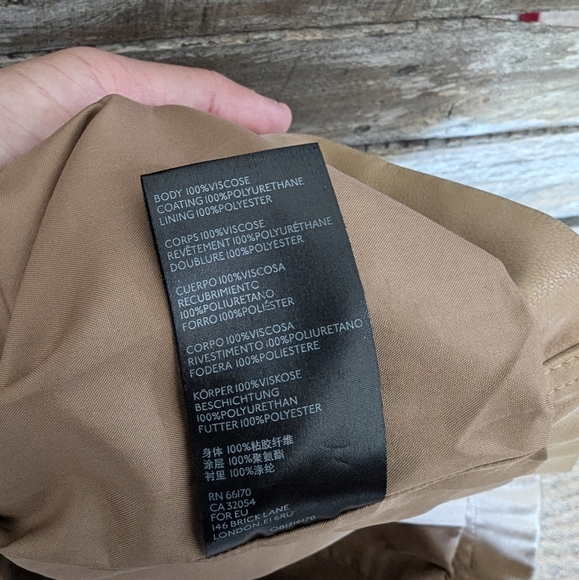 BODY 100%VISCOSE
COATING 100%POLYURETHANE
LINING 100%POLYESTER
CORPS 100%VISCOSE
REVÊTEMENT 100%POLYURETHANE
DOUBLURE 100%POLYESTER
CUERPO 100%VISCOSA
RECUBRIMIENTO
100%POLIURETANO
FORRO 100%POLIÉSTER
CORPO 100%VISCOSA
RIVESTIMENTO 100%POLIURETANO
FODERA 100%POLIESTERE
KÖRPER 100%VISKOSE
BESCHICHTUNG
100%POLYURETHAN
FUTTER 100%POLYESTER
身体 100%粘胶纤维
涂层 100%聚氨酯
衬里 100%涤纶
RN 66170
CA 32054
FOR EU
146 BRICK LANE
LONDON, E1 6RU